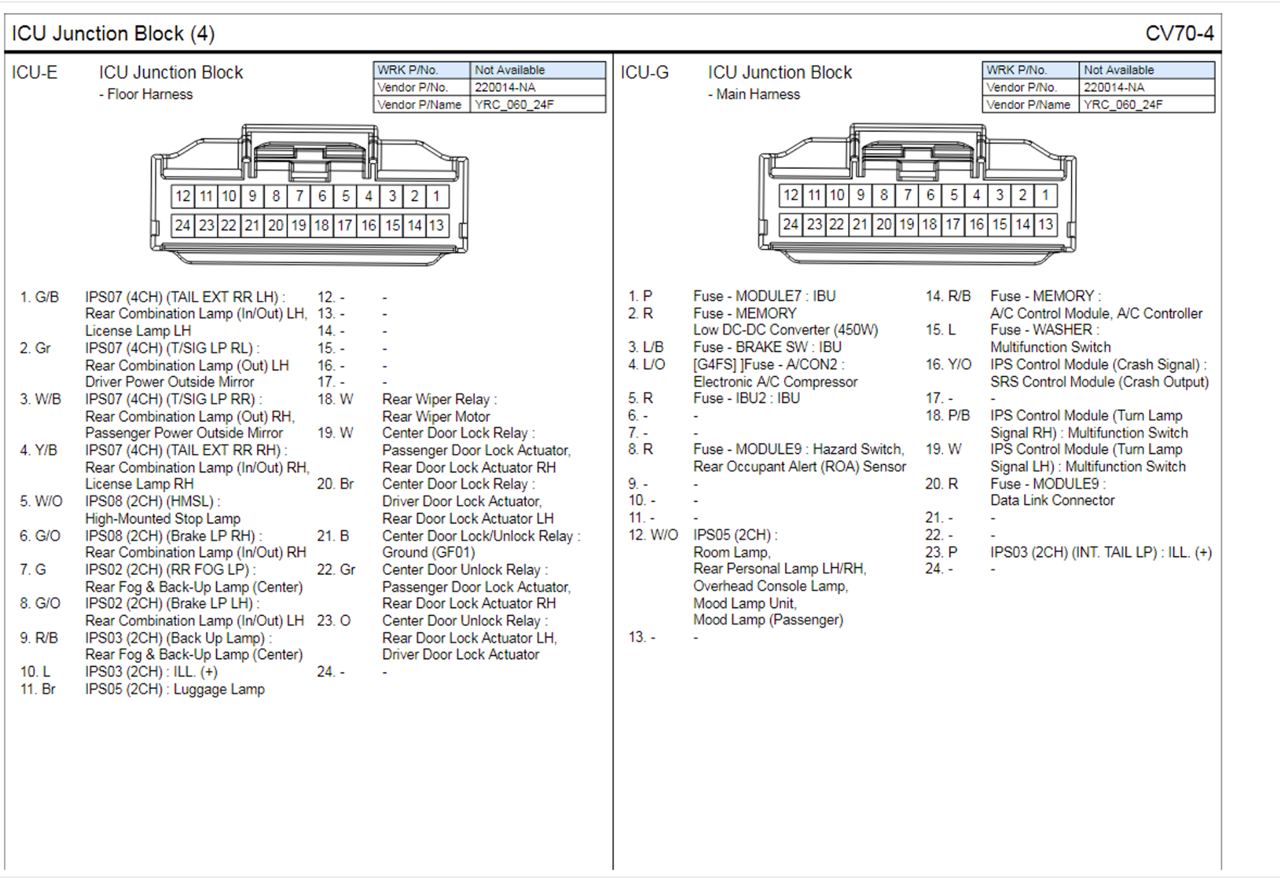 ICU Junction Block (4)
CV70-4
ICU-E
ICU Junction Block
- Floor Harness
WRK P/No. Not Available
Vendor P/No. 220014-NA
Vendor P/Name YRC_060_24F
12 11 10 9 8 7 6 5 4 3 2 1
24 23 22 21 20 19 18 17 16 15 14 13
1. G/B IPS07 (4CH) (TAIL EXT RR LH) :
Rear Combination Lamp (In/Out) LH,
License Lamp LH
2. Gr IPS07 (4CH) (T/SIG LP RL) :
Rear Combination Lamp (Out) LH
Driver Power Outside Mirror
3. W/B IPS07 (4CH) (T/SIG LP RR) :
Rear Combination Lamp (Out) RH,
Passenger Power Outside Mirror
4. Y/B IPS07 (4CH) (TAIL EXT RR RH) :
Rear Combination Lamp (In/Out) RH,
License Lamp RH
5. W/O IPS08 (2CH) (HMSL) :
High-Mounted Stop Lamp
6. G/O IPS08 (2CH) (Brake LP RH) :
Rear Combination Lamp (In/Out) RH
7. G IPS02 (2CH) (RR FOG LP) :
Rear Fog & Back-Up Lamp (Center)
8. G/O IPS02 (2CH) (Brake LP LH) :
Rear Combination Lamp (In/Out) LH
9. R/B IPS03 (2CH) (Back Up Lamp) :
Rear Fog & Back-Up Lamp (Center)
10. L IPS03 (2CH) : ILL. (+)
11. Br IPS05 (2CH) : Luggage Lamp
12. - -
13. - -
14. - -
15. - -
16. - -
17. - -
18. W Rear Wiper Relay :
Rear Wiper Motor
19. W Center Door Lock Relay :
Passenger Door Lock Actuator,
Rear Door Lock Actuator RH
20. Br Center Door Lock Relay :
Driver Door Lock Actuator,
Rear Door Lock Actuator LH
21. B Center Door Lock/Unlock Relay :
Ground (GF01)
22. Gr Center Door Unlock Relay :
Passenger Door Lock Actuator,
Rear Door Lock Actuator RH
23. O Center Door Unlock Relay :
Rear Door Lock Actuator LH,
Driver Door Lock Actuator
24. - -
ICU-G
ICU Junction Block
- Main Harness
WRK P/No. Not Available
Vendor P/No. 220014-NA
Vendor P/Name YRC_060_24F
12 11 10 9 8 7 6 5 4 3 2 1
24 23 22 21 20 19 18 17 16 15 14 13
1. P Fuse - MODULE7 : IBU
2. R Fuse - MEMORY
Low DC-DC Converter (450W)
3. L/B Fuse - BRAKE SW : IBU
4. L/O [G4FS] ]Fuse - A/CON2 :
Electronic A/C Compressor
5. R Fuse - IBU2 : IBU
6. - -
7. - -
8. R Fuse - MODULE9 : Hazard Switch,
Rear Occupant Alert (ROA) Sensor
9. - -
10. - -
11. - -
12. W/O IPS05 (2CH) :
Room Lamp,
Rear Personal Lamp LH/RH,
Overhead Console Lamp,
Mood Lamp Unit,
Mood Lamp (Passenger)
13. - -
14. R/B Fuse - MEMORY :
A/C Control Module, A/C Controller
15. L Fuse - WASHER :
Multifunction Switch
16. Y/O IPS Control Module (Crash Signal) :
SRS Control Module (Crash Output)
17. - -
18. P/B IPS Control Module (Turn Lamp
Signal RH) : Multifunction Switch
19. W IPS Control Module (Turn Lamp
Signal LH) : Multifunction Switch
20. R Fuse - MODULE9 :
Data Link Connector
21. - -
22. - -
23. P IPS03 (2CH) (INT. TAIL LP) : ILL. (+)
24. - -